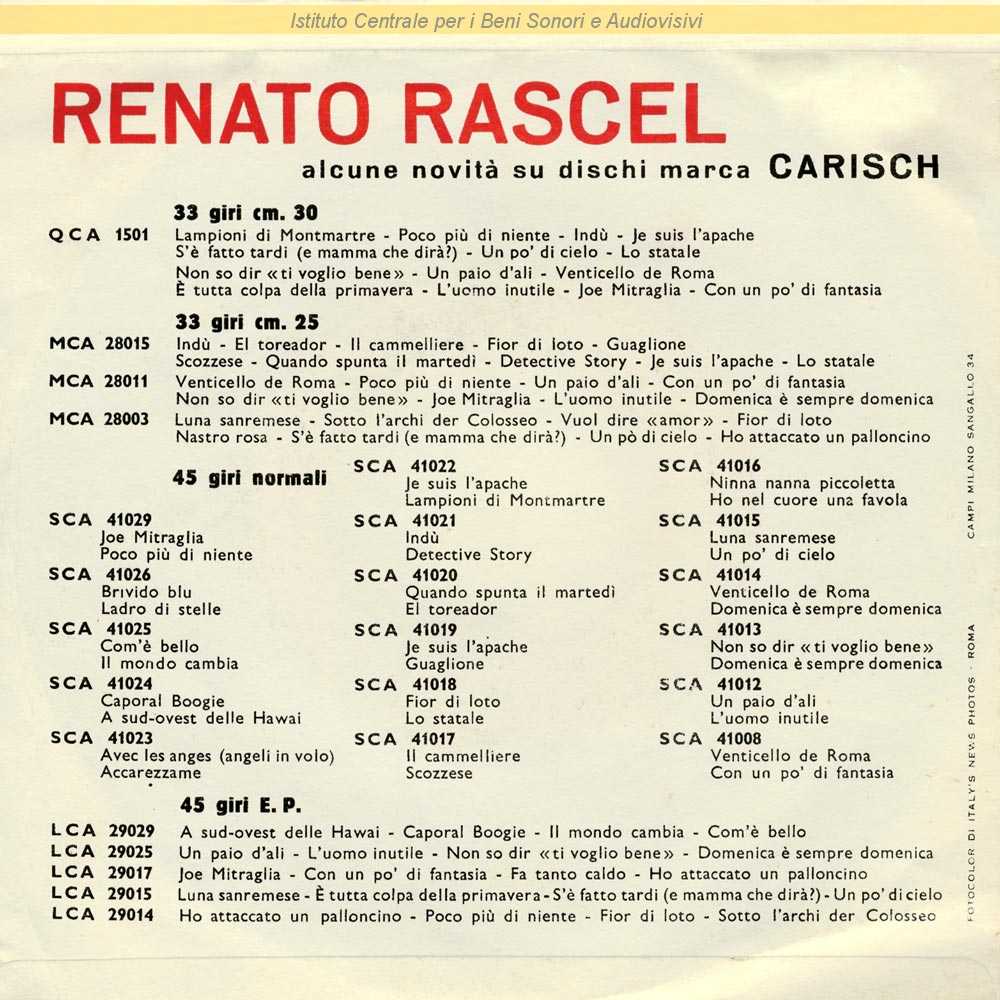 Istituto Centrale per i Beni Sonori e Audiovisivi
RENATO RASCEL
alcune novità su dischi marca CARISCH
33 giri cm. 30
QCA 1501 Lampioni di Montmartre - Poco più di niente - Indù - Je suis l'apache
S'è fatto tardi (e mamma che dirà?) - Un po' di cielo - Lo statale
Non so dir «ti voglio bene» - Un paio d'ali - Venticello de Roma
È tutta colpa della primavera - L'uomo inutile - Joe Mitraglia - Con un po' di fantasia
33 giri cm. 25
MCA 28015 Indù - El toreador - Il cammelliere - Fior di loto - Guaglione
Scozzese - Quando spunta il martedì - Detective Story - Je suis l'apache - Lo statale
MCA 28011 Venticello de Roma - Poco più di niente - Un paio d'ali - Con un po' di fantasia
Non so dir «ti voglio bene» - Joe Mitraglia - L'uomo inutile - Domenica è sempre domenica
MCA 28003 Luna sanremese - Sotto l'archi der Colosseo - Vuol dire «amor» - Fior di loto
Nastro rosa - S'è fatto tardi (e mamma che dirà?) - Un pò di cielo - Ho attaccato un palloncino
45 giri normali
SCA 41029
Joe Mitraglia
Poco più di niente
SCA 41026
Brivido blu
Ladro di stelle
SCA 41025
Com'è bello
Il mondo cambia
SCA 41024
Caporal Boogie
A sud-ovest delle Hawai
SCA 41023
Avec les anges (angeli in volo)
Accarezzame
SCA 41022
Je suis l'apache
Lampioni di Montmartre
SCA 41021
Indù
Detective Story
SCA 41020
Quando spunta il martedì
El toreador
SCA 41019
Je suis l'apache
Guaglione
SCA 41018
Fior di loto
Lo statale
SCA 41017
Il cammelliere
Scozzese
SCA 41016
Ninna nanna piccoletta
Ho nel cuore una favola
SCA 41015
Luna sanremese
Un po' di cielo
SCA 41014
Venticello de Roma
Domenica è sempre domenica
SCA 41013
Non so dir «ti voglio bene»
Domenica è sempre domenica
SCA 41012
Un paio d'ali
L'uomo inutile
SCA 41008
Venticello de Roma
Con un po' di fantasia
45 giri E.P.
LCA 29029 A sud-ovest delle Hawai - Caporal Boogie - Il mondo cambia - Com'è bello
LCA 29025 Un paio d'ali - L'uomo inutile - Non so dir «ti voglio bene» - Domenica è sempre domenica
LCA 29017 Joe Mitraglia - Con un po' di fantasia - Fa tanto caldo - Ho attaccato un palloncino
LCA 29015 Luna sanremese - È tutta colpa della primavera - S'è fatto tardi (e mamma che dirà?) - Un po' di cielo
LCA 29014 Ho attaccato un palloncino - Poco più di niente - Fior di loto - Sotto l'archi der Colosseo
FOTOCOLOR DI ITALY'S NEWS PHOTOS - ROMA
CAMPI MILANO SANGALLO 34